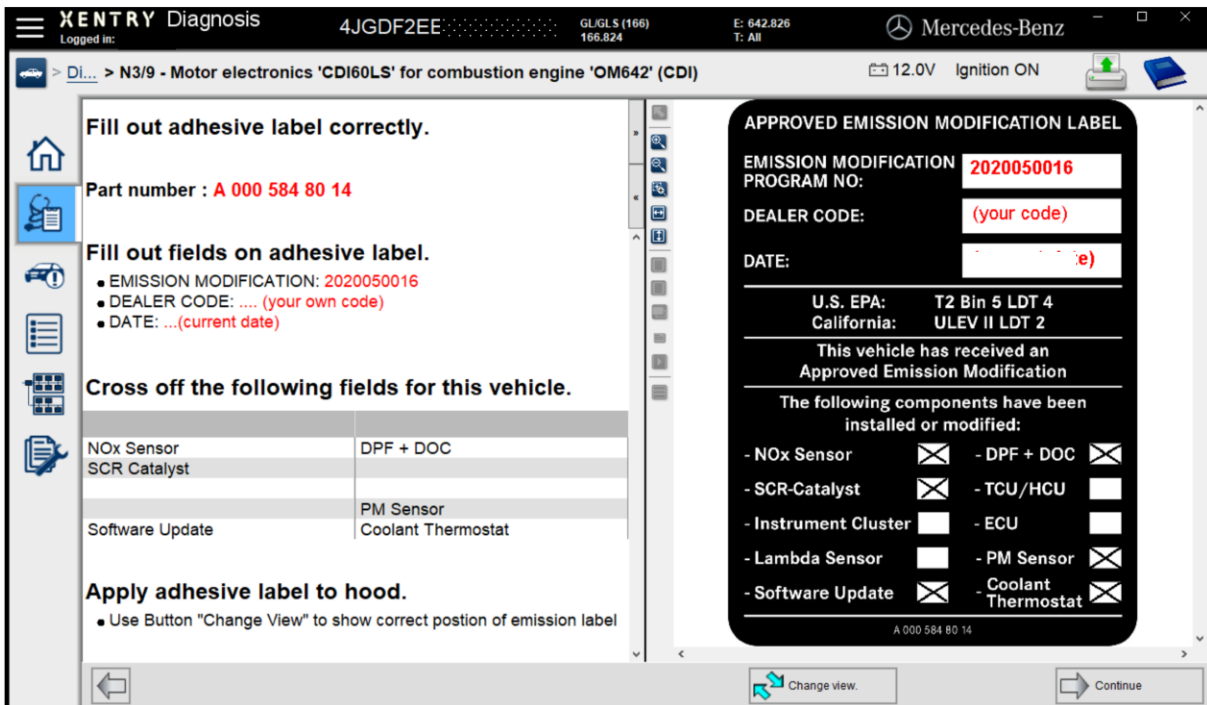 XENTRY Diagnosis
Logged in:
4JGDF2EE
GL/GLS (166)
166.824
E: 642.826
T: All
Mercedes-Benz
> Di... > N3/9 - Motor electronics 'CDI60LS' for combustion engine 'OM642' (CDI)
12.0V Ignition ON
Fill out adhesive label correctly.
Part number : A 000 584 80 14
Fill out fields on adhesive label.
• EMISSION MODIFICATION: 2020050016
• DEALER CODE: .... (your own code)
• DATE: ...(current date)
Cross off the following fields for this vehicle.
NOx Sensor DPF + DOC
SCR Catalyst
PM Sensor
Software Update Coolant Thermostat
Apply adhesive label to hood.
• Use Button "Change View" to show correct postion of emission label
APPROVED EMISSION MODIFICATION LABEL
EMISSION MODIFICATION
PROGRAM NO:
2020050016
DEALER CODE: (your code)
DATE: e)
U.S. EPA: T2 Bin 5 LDT 4
California: ULEV II LDT 2
This vehicle has received an
Approved Emission Modification
The following components have been
installed or modified:
- NOx Sensor - DPF + DOC
- SCR-Catalyst - TCU/HCU
- Instrument Cluster - ECU
- Lambda Sensor - PM Sensor
- Software Update - Coolant
Thermostat
A 000 584 80 14
Change view.
Continue